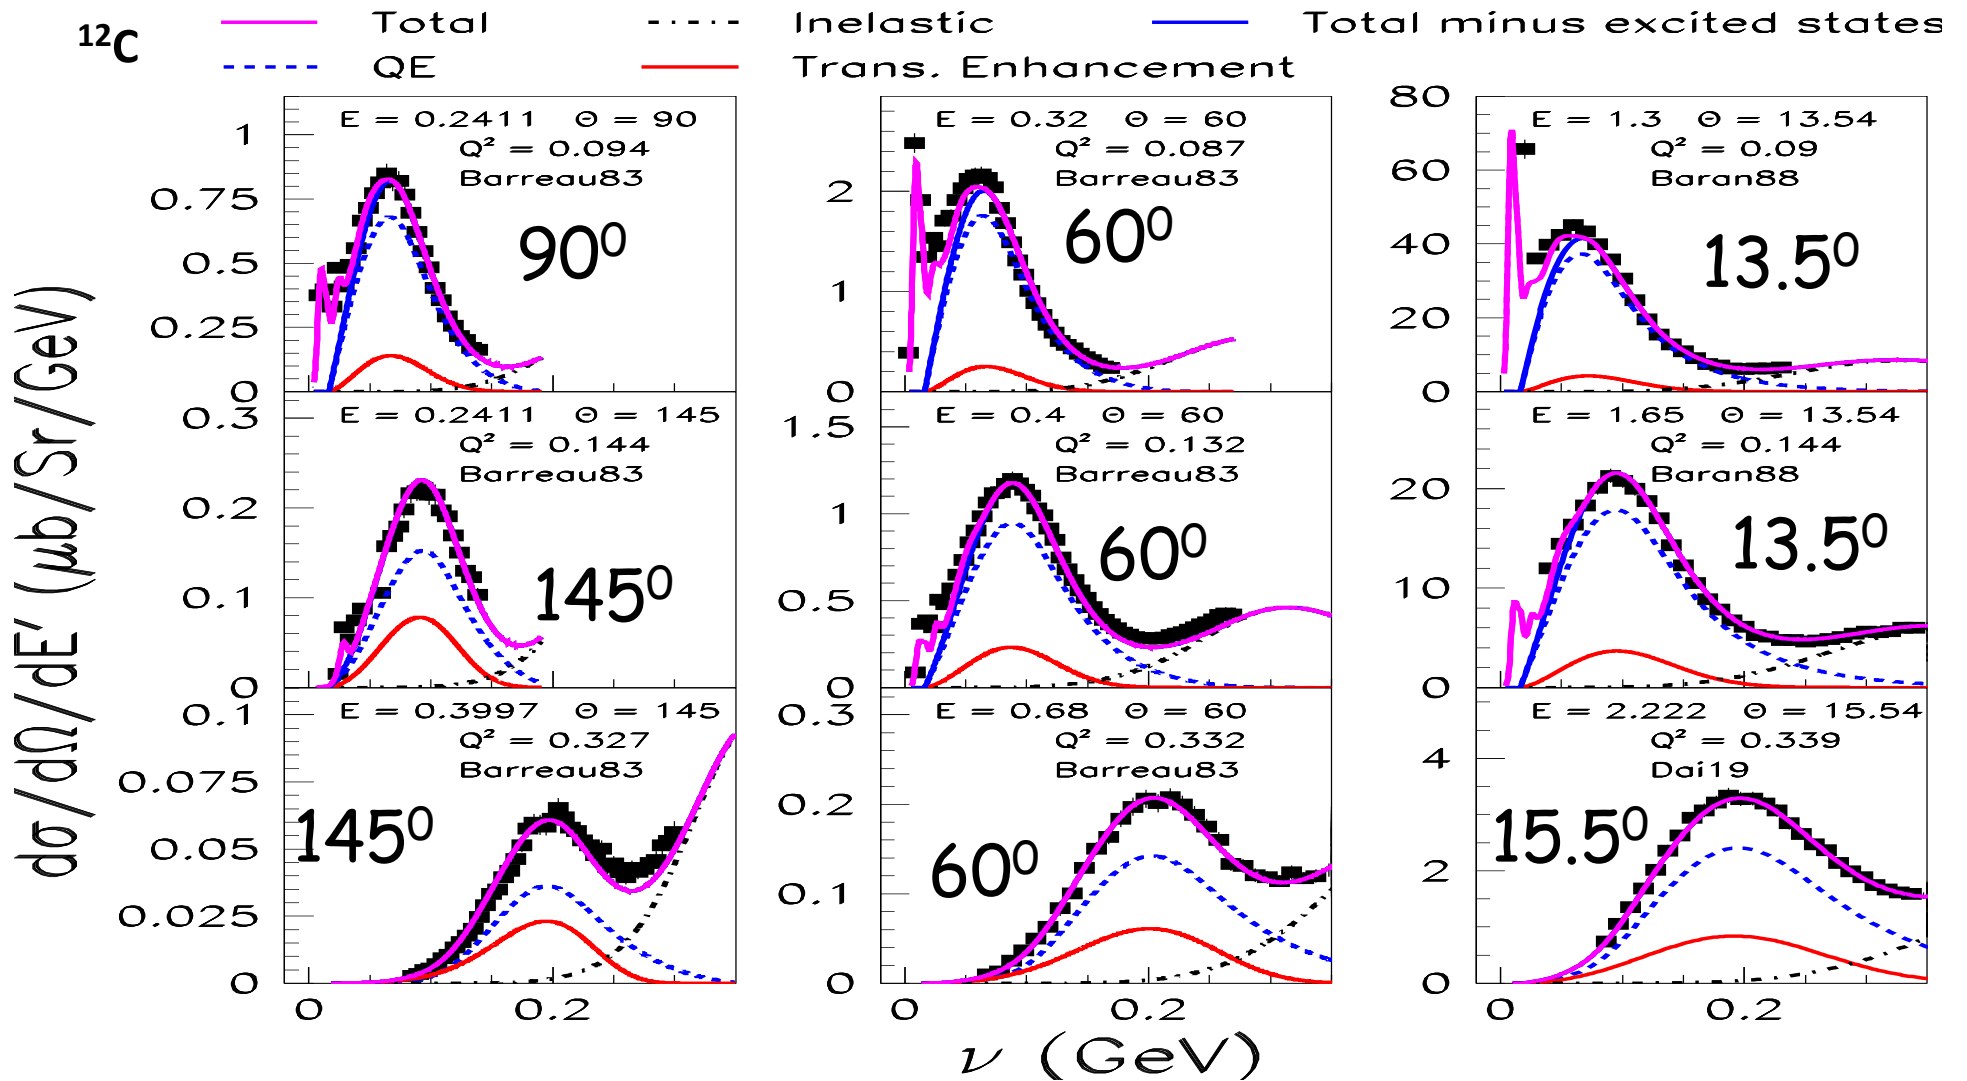 ¹²C
Total Inelastic Total minus excited states
QE Trans. Enhancement
dσ/dΩ/dE′ (μb/Sr/GeV)
E = 0.2411 Θ = 90
Q² = 0.094
Barreau83
90⁰
1
0.75
0.5
0.25
0
E = 0.32 Θ = 60
Q² = 0.087
Barreau83
60⁰
2
1
0
E = 1.3 Θ = 13.54
Q² = 0.09
Baran88
13.5⁰
80
60
40
20
0
E = 0.2411 Θ = 145
Q² = 0.144
Barreau83
145⁰
0.3
0.2
0.1
0
E = 0.4 Θ = 60
Q² = 0.132
Barreau83
60⁰
1.5
1
0.5
0
E = 1.65 Θ = 13.54
Q² = 0.144
Baran88
13.5⁰
20
10
0
E = 0.3997 Θ = 145
Q² = 0.327
Barreau83
145⁰
0.1
0.075
0.05
0.025
0
0 0.2
E = 0.68 Θ = 60
Q² = 0.332
Barreau83
60⁰
0.3
0.2
0.1
0
0 0.2
E = 2.222 Θ = 15.54
Q² = 0.339
Dai19
15.5⁰
4
2
0
0 0.2
ν (GeV)